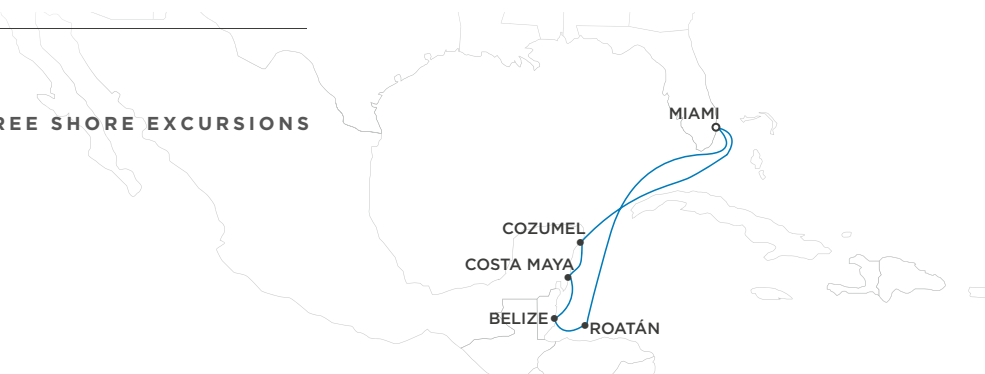 REE SHORE EXCURSIONS
MIAMI
COZUMEL
COSTA MAYA
BELIZE
ROATÁN